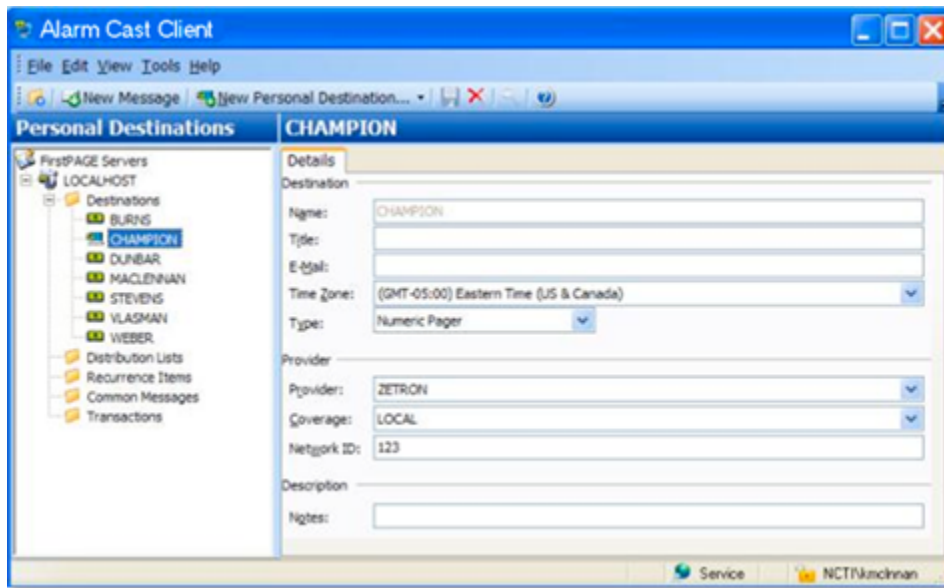 Alarm Cast Client
File Edit View Tools Help
New Message New Personal Destination...
Personal Destinations
CHAMPION
FirstPAGE Servers
LOCALHOST
Destinations
BURNS
CHAMPION
DUNBAR
MACLENNAN
STEVENS
VLASMAN
WEBER
Distribution Lists
Recurrence Items
Common Messages
Transactions
Details
Destination
Name: CHAMPION
Title:
E-Mail:
Time Zone: (GMT-05:00) Eastern Time (US & Canada)
Type: Numeric Pager
Provider
Provider: ZETRON
Coverage: LOCAL
Network ID: 123
Description
Notes:
Service NCTI\kmclnnan